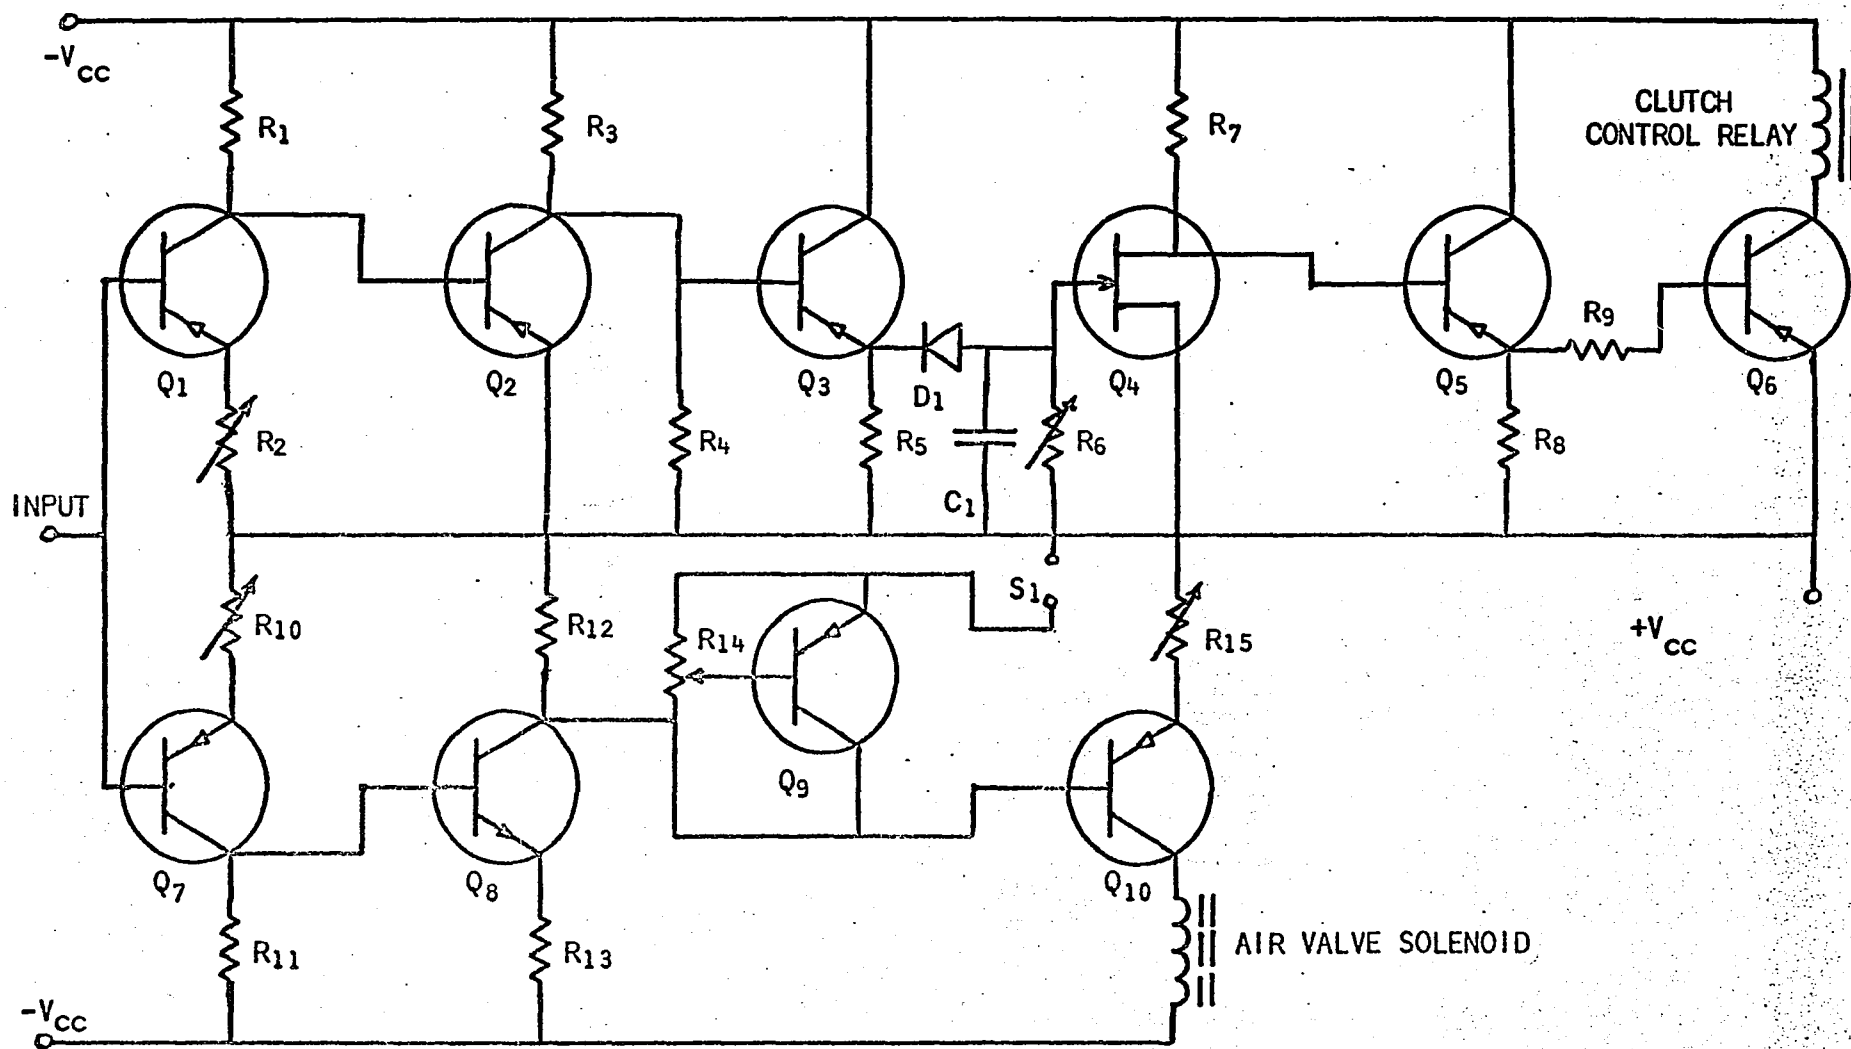 -Vcc
R1
R3
R7
CLUTCH
CONTROL RELAY
Q1
Q2
Q3
D1
Q4
Q5
R9
Q6
R2
R4
R5
C1
R6
R8
INPUT
R10
R12
R14
S1
R15
+Vcc
Q7
Q8
Q9
Q10
R11
R13
AIR VALVE SOLENOID
-Vcc